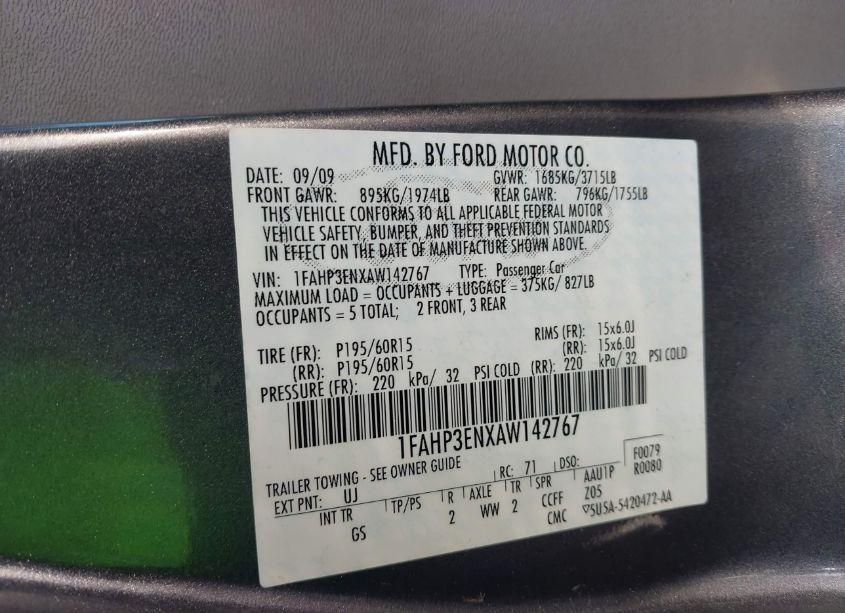 MFD. BY FORD MOTOR CO.
DATE: 09/09 GVWR: 1685KG/3715LB
FRONT GAWR: 895KG/1974LB REAR GAWR: 796KG/1755LB
THIS VEHICLE CONFORMS TO ALL APPLICABLE FEDERAL MOTOR
VEHICLE SAFETY, BUMPER, AND THEFT PREVENTION STANDARDS
IN EFFECT ON THE DATE OF MANUFACTURE SHOWN ABOVE.
VIN: 1FAHP3ENXAW142767 TYPE: Passenger Car
MAXIMUM LOAD = OCCUPANTS + LUGGAGE = 375KG/ 827LB
OCCUPANTS = 5 TOTAL; 2 FRONT, 3 REAR
TIRE (FR): P195/60R15 RIMS (FR): 15x6.0J
(RR): P195/60R15 (RR): 15x6.0J
PRESSURE (FR): 220 kPa/ 32 PSI COLD (RR): 220 kPa/ 32 PSI COLD
1FAHP3ENXAW142767
TRAILER TOWING - SEE OWNER GUIDE RC: 71 DSO: F0079
EXT PNT: UJ R0080
INT TR TP/PS R AXLE TR SPR AAU1P
GS 2 WW 2 CCFF Z05
CMC 5U5A-5420472-AA